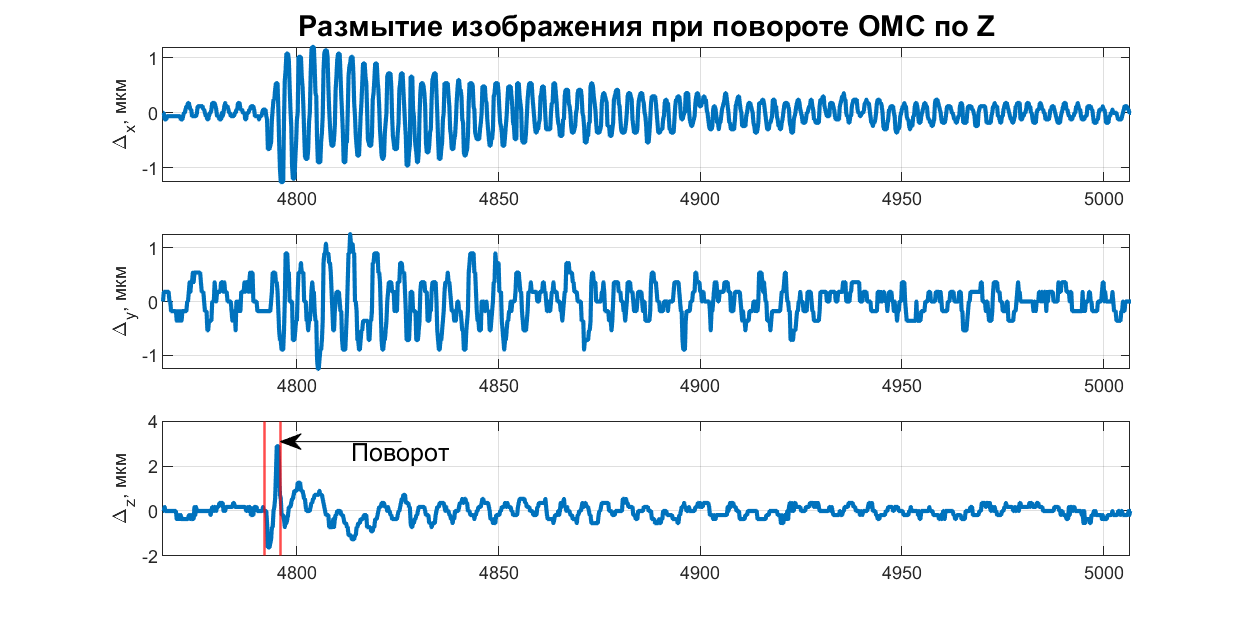 Размытие изображения при повороте ОМС по Z
1
0
-1
Δx, мкм
4800 4850 4900 4950 5000
1
0
-1
Δy, мкм
4800 4850 4900 4950 5000
4
2
0
-2
Δz, мкм
Поворот
4800 4850 4900 4950 5000